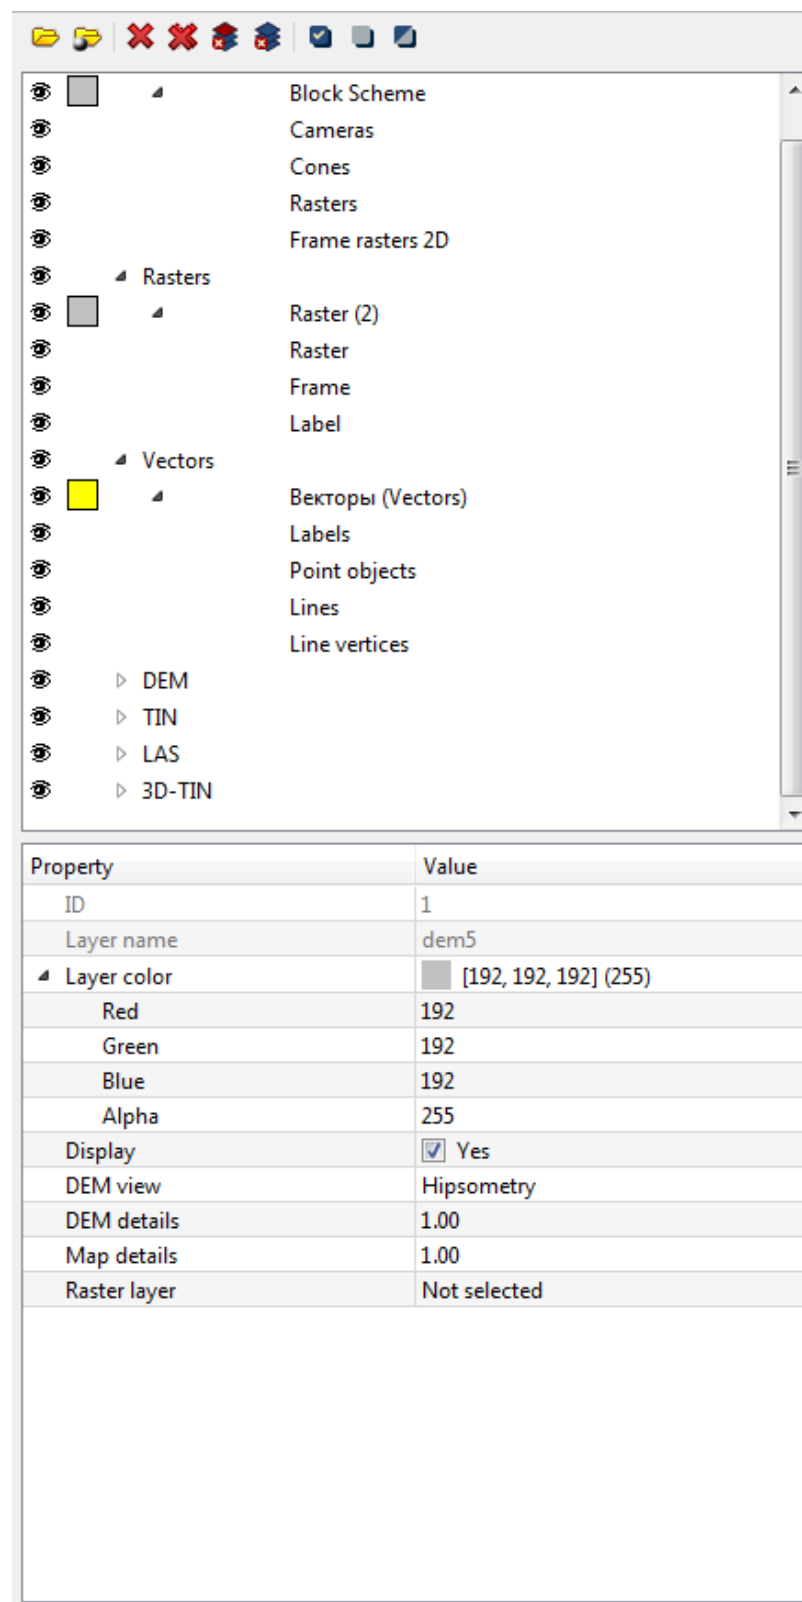 Block Scheme
Cameras
Cones
Rasters
Frame rasters 2D
Rasters
Raster (2)
Raster
Frame
Label
Vectors
Векторы (Vectors)
Labels
Point objects
Lines
Line vertices
DEM
TIN
LAS
3D-TIN
Property Value
ID 1
Layer name dem5
Layer color [192, 192, 192] (255)
Red 192
Green 192
Blue 192
Alpha 255
Display Yes
DEM view Hipsometry
DEM details 1.00
Map details 1.00
Raster layer Not selected